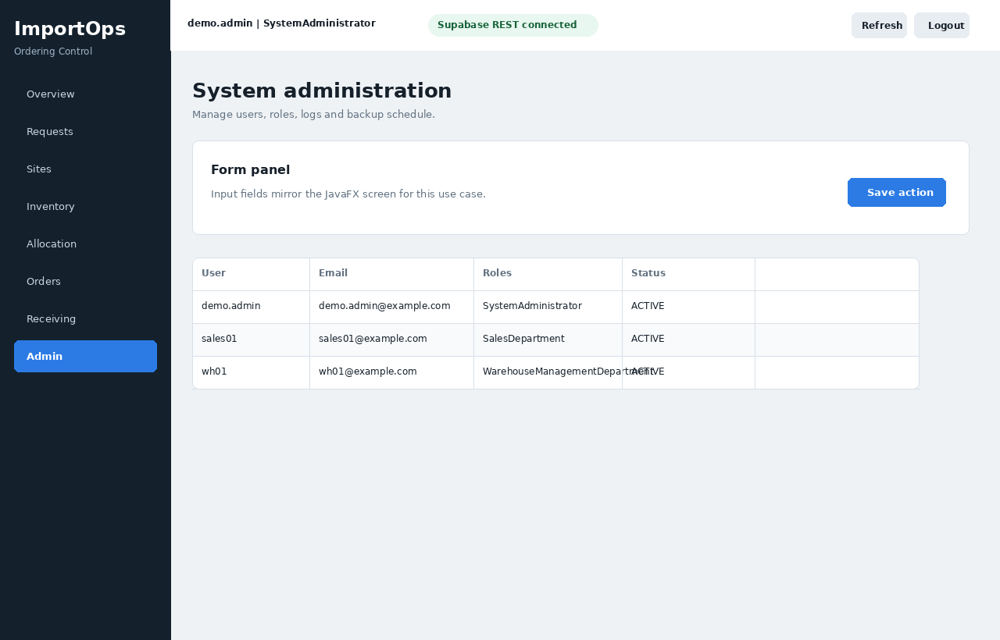 ImportOps
Ordering Control
Overview
Requests
Sites
Inventory
Allocation
Orders
Receiving
Admin
demo.admin | SystemAdministrator
Supabase REST connected
Refresh
Logout
System administration
Manage users, roles, logs and backup schedule.
Form panel
Input fields mirror the JavaFX screen for this use case.
Save action
User Email Roles Status
demo.admin demo.admin@example.com SystemAdministrator ACTIVE
sales01 sales01@example.com SalesDepartment ACTIVE
wh01 wh01@example.com WarehouseManagementDepartment ACTIVE